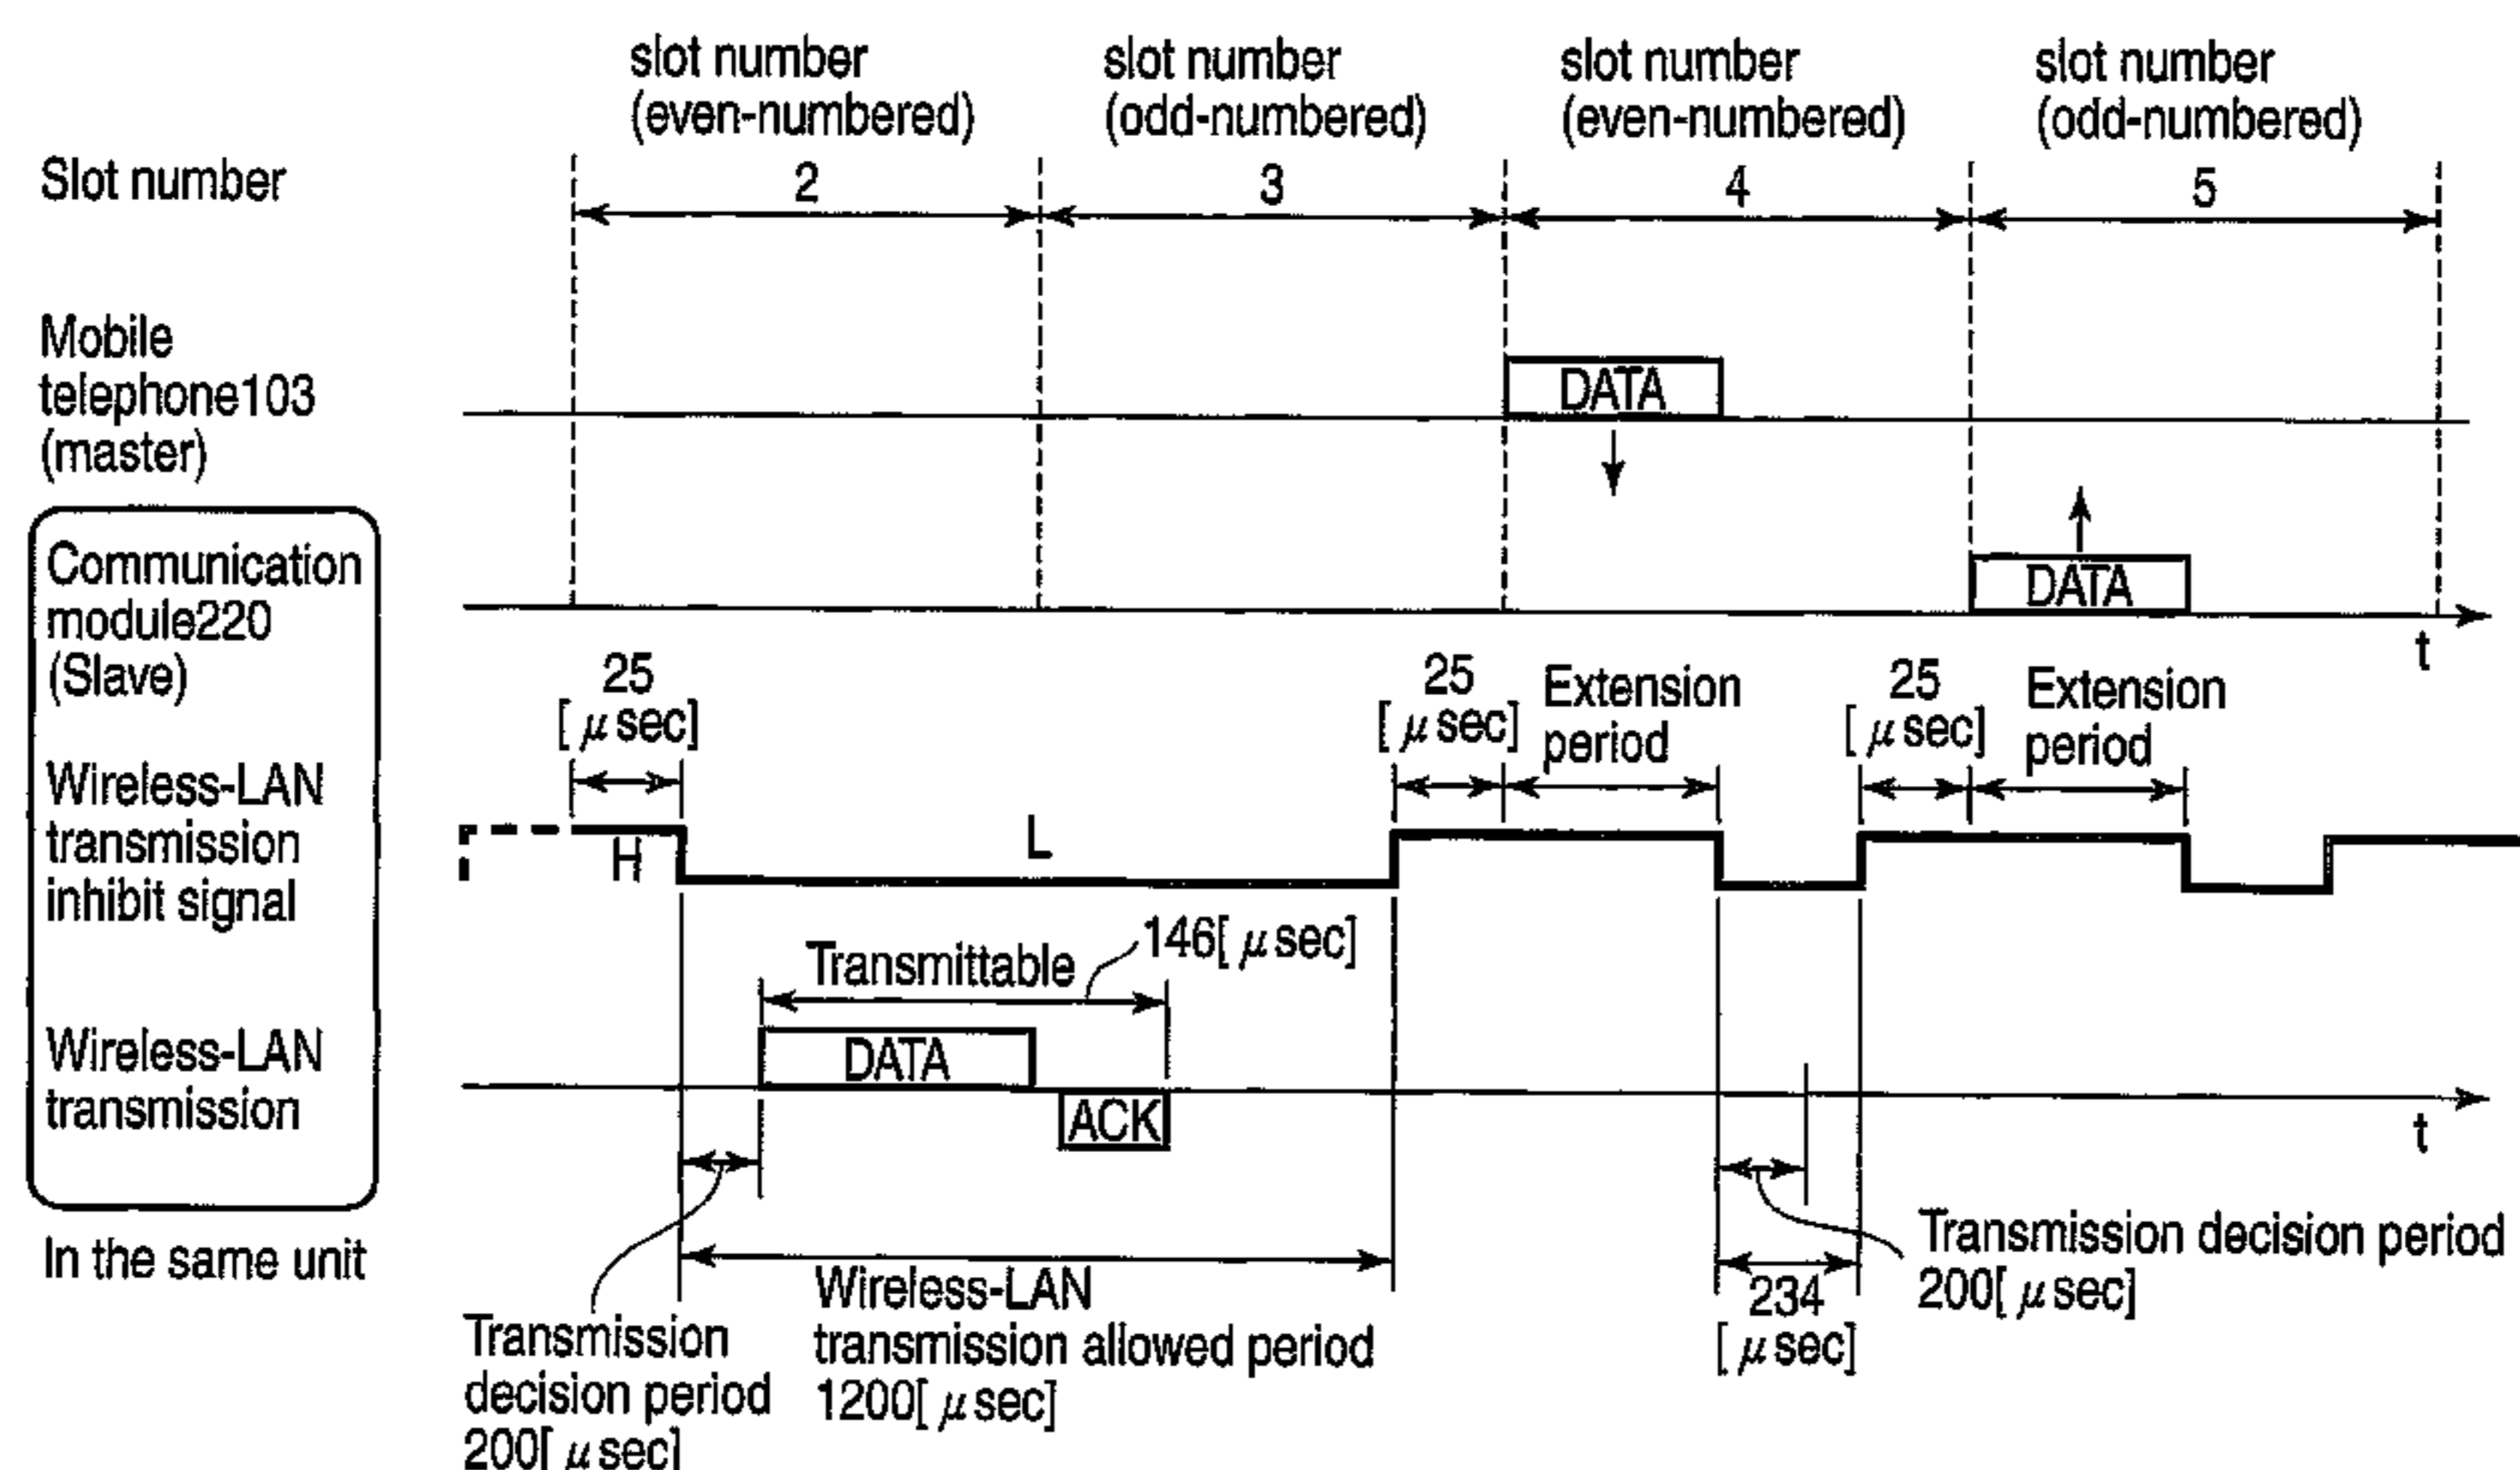 slot number
(even-numbered)
slot number
(odd-numbered)
slot number
(even-numbered)
slot number
(odd-numbered)
Slot number
2
3
4
5
Mobile
telephone103
(master)
DATA
Communication
module220
(Slave)
DATA
t
25
[μsec]
25
[μsec]
Extension
period
25
[μsec]
Extension
period
Wireless-LAN
transmission
inhibit signal
H
L
Transmittable
146[μsec]
Wireless-LAN
transmission
DATA
ACK
t
In the same unit
Transmission
decision period
200[μsec]
Wireless-LAN
transmission allowed period
1200[μsec]
234
[μsec]
Transmission decision period
200[μsec]